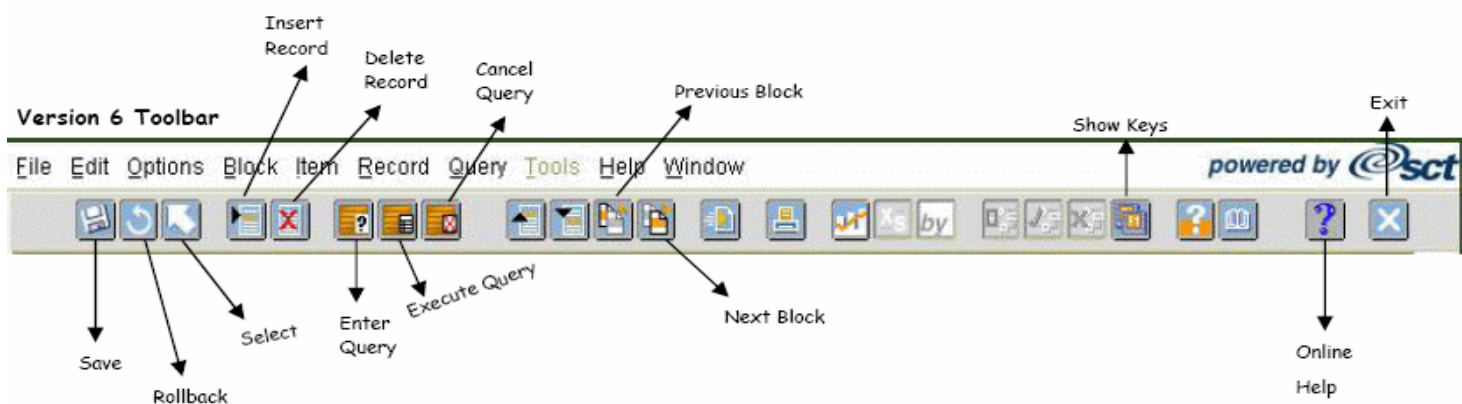 Insert
Record
Delete
Record
Cancel
Query
Previous Block
Exit
Version 6 Toolbar
Show Keys
File Edit Options Block Item Record Query Tools Help Window
powered by sct
? X
Xs by
? ? X
Select
Enter
Query
Execute Query
Next Block
Save
Online
Help
Rollback